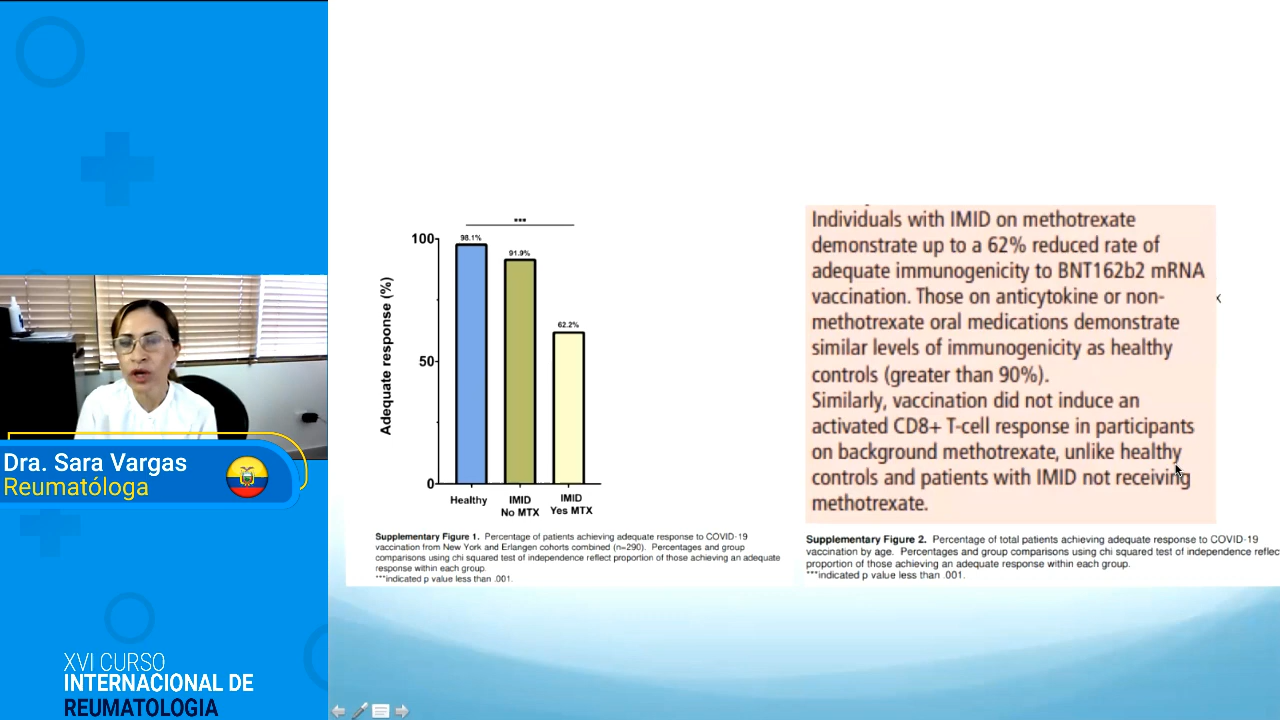 Dra. Sara Vargas
Reumatóloga
XVI CURSO
INTERNACIONAL DE
REUMATOLOGIA
***
100
50
0
Adequate response (%)
98.1%
91.9%
62.2%
Healthy
IMID
No MTX
IMID
Yes MTX
Supplementary Figure 1. Percentage of patients achieving adequate response to COVID-19
vaccination from New York and Erlangen cohorts combined (n=290). Percentages and group
comparisons using chi squared test of independence reflect proportion of those achieving an adequate
response within each group.
***indicated p value less than .001.
Individuals with IMID on methotrexate
demonstrate up to a 62% reduced rate of
adequate immunogenicity to BNT162b2 mRNA
vaccination. Those on anticytokine or non-
methotrexate oral medications demonstrate
similar levels of immunogenicity as healthy
controls (greater than 90%).
Similarly, vaccination did not induce an
activated CD8+ T-cell response in participants
on background methotrexate, unlike healthy
controls and patients with IMID not receiving
methotrexate.
X
Supplementary Figure 2. Percentage of total patients achieving adequate response to COVID-19
vaccination by age. Percentages and group comparisons using chi squared test of independence reflec
proportion of those achieving an adequate response within each group.
***indicated p value less than .001.